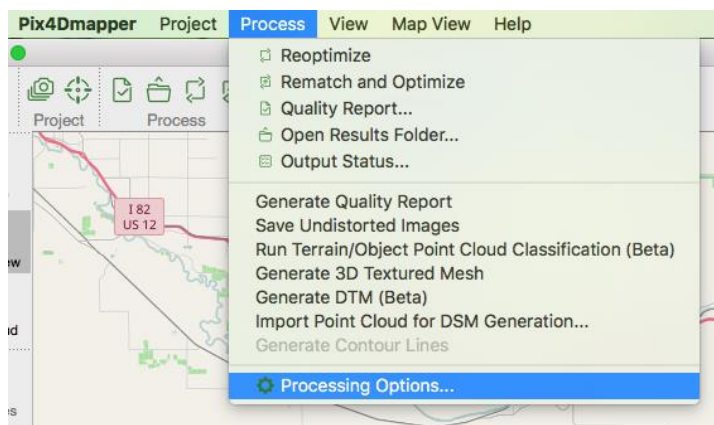 Pix4Dmapper Project Process View Map View Help
Reoptimize
Rematch and Optimize
Quality Report...
Open Results Folder...
Output Status...
Project Process
Generate Quality Report
Save Undistorted Images
Run Terrain/Object Point Cloud Classification (Beta)
Generate 3D Textured Mesh
Generate DTM (Beta)
Import Point Cloud for DSM Generation...
Generate Contour Lines
Processing Options...
I 82
US 12